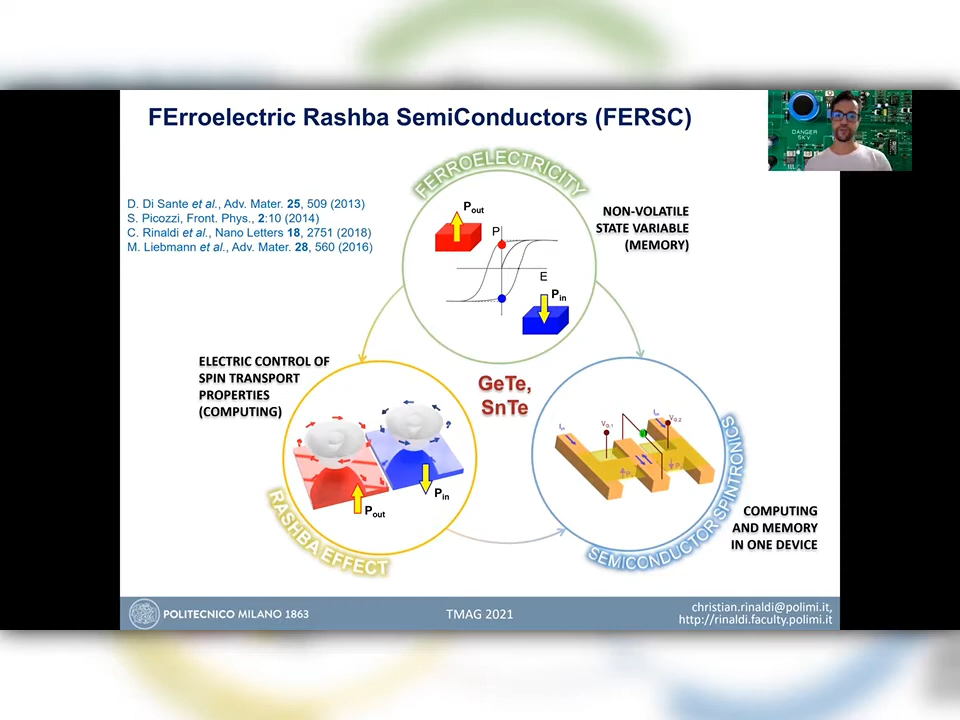 FErroelectric Rashba SemiConductors (FERSC)
DANGER
5KV
FERROELECTRICITY
D. Di Sante et al., Adv. Mater. 25, 509 (2013)
S. Picozzi, Front. Phys., 2:10 (2014)
C. Rinaldi et al., Nano Letters 18, 2751 (2018)
M. Liebmann et al., Adv. Mater. 28, 560 (2016)
Pout
P
E
Pin
NON-VOLATILE
STATE VARIABLE
(MEMORY)
ELECTRIC CONTROL OF
SPIN TRANSPORT
PROPERTIES
(COMPUTING)
GeTe,
SnTe
Pin
Pout
RASHBA EFFECT
SEMICONDUCTOR SPINTRONICS
COMPUTING
AND MEMORY
IN ONE DEVICE
POLITECNICO MILANO 1863
TMAG 2021
christian.rinaldi@polimi.it,
http://rinaldi.faculty.polimi.it